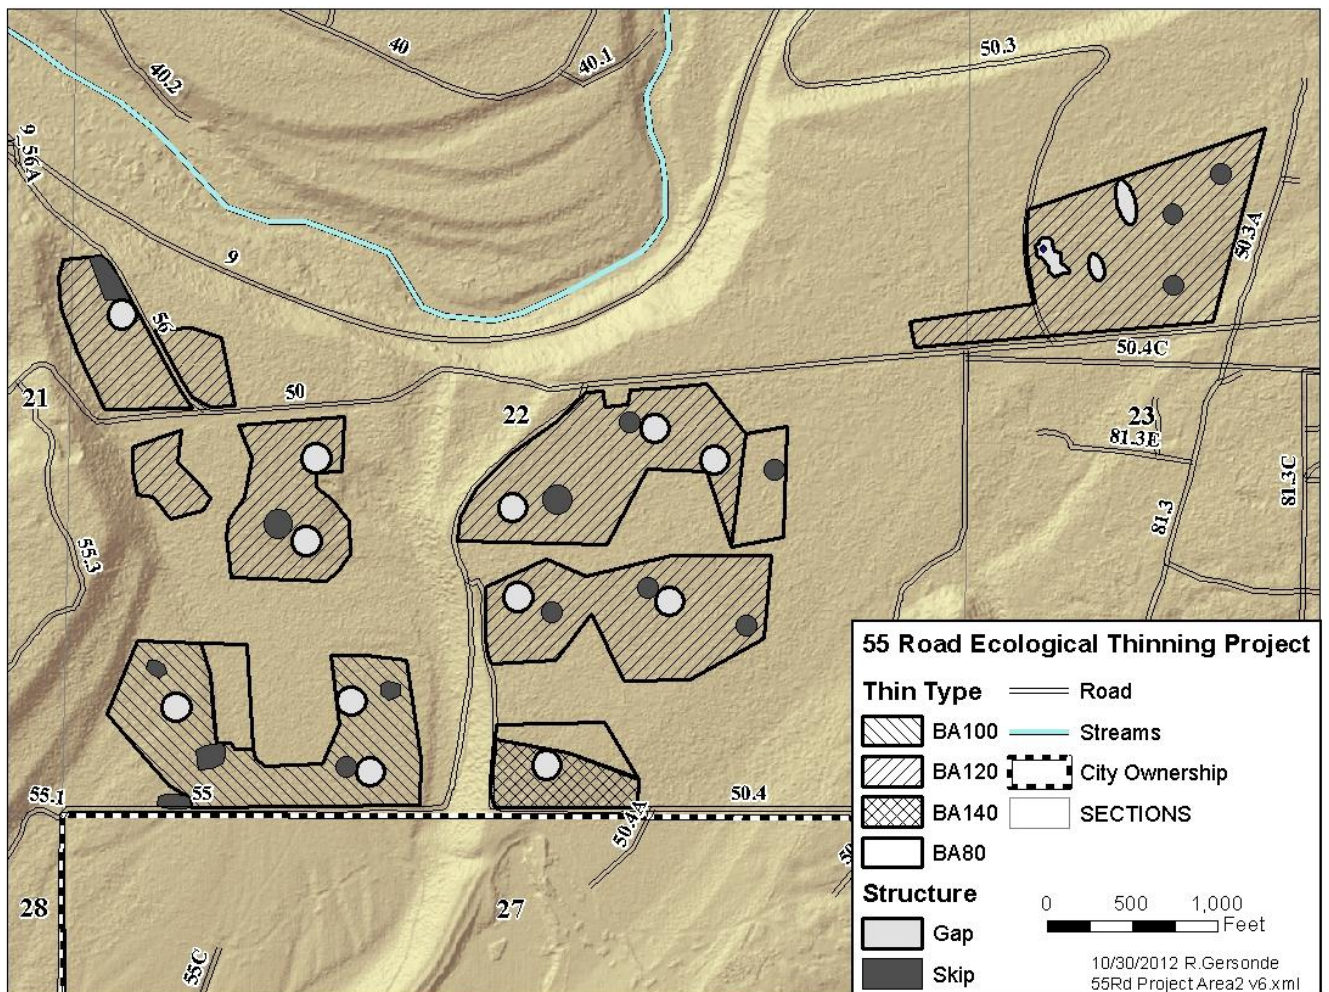 40
40.1
50.3
40.2
9_56A
9
50.3A
56
50.4C
21
50
22
23
81.3E
81.3C
81.3
55.3
55 Road Ecological Thinning Project
Thin Type
Road
BA100
Streams
BA120
City Ownership
BA140
SECTIONS
BA80
Structure
Gap
Skip
0 500 1,000
Feet
10/30/2012 R.Gersonde
55Rd Project Area2 v6.xml
55.1
55
50.4
50.4A
50
28
27
55C